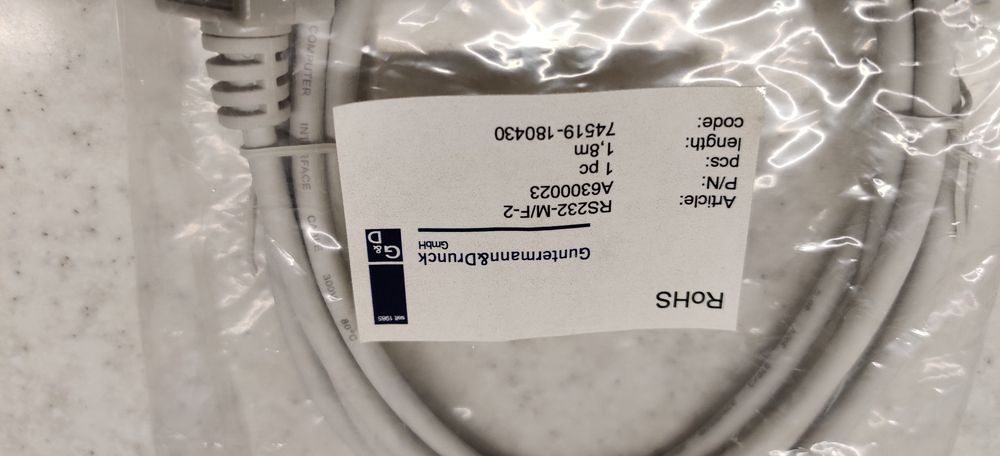 RoHS
seit 1985
Guntermann&Drunck
GmbH
G&D
Article: RS232-M/F-2
P/N: A6300023
pcs: 1 pc
length: 1,8m
code: 74519-180430
COMPUTER INTERFACE CABLE 300V 80°C